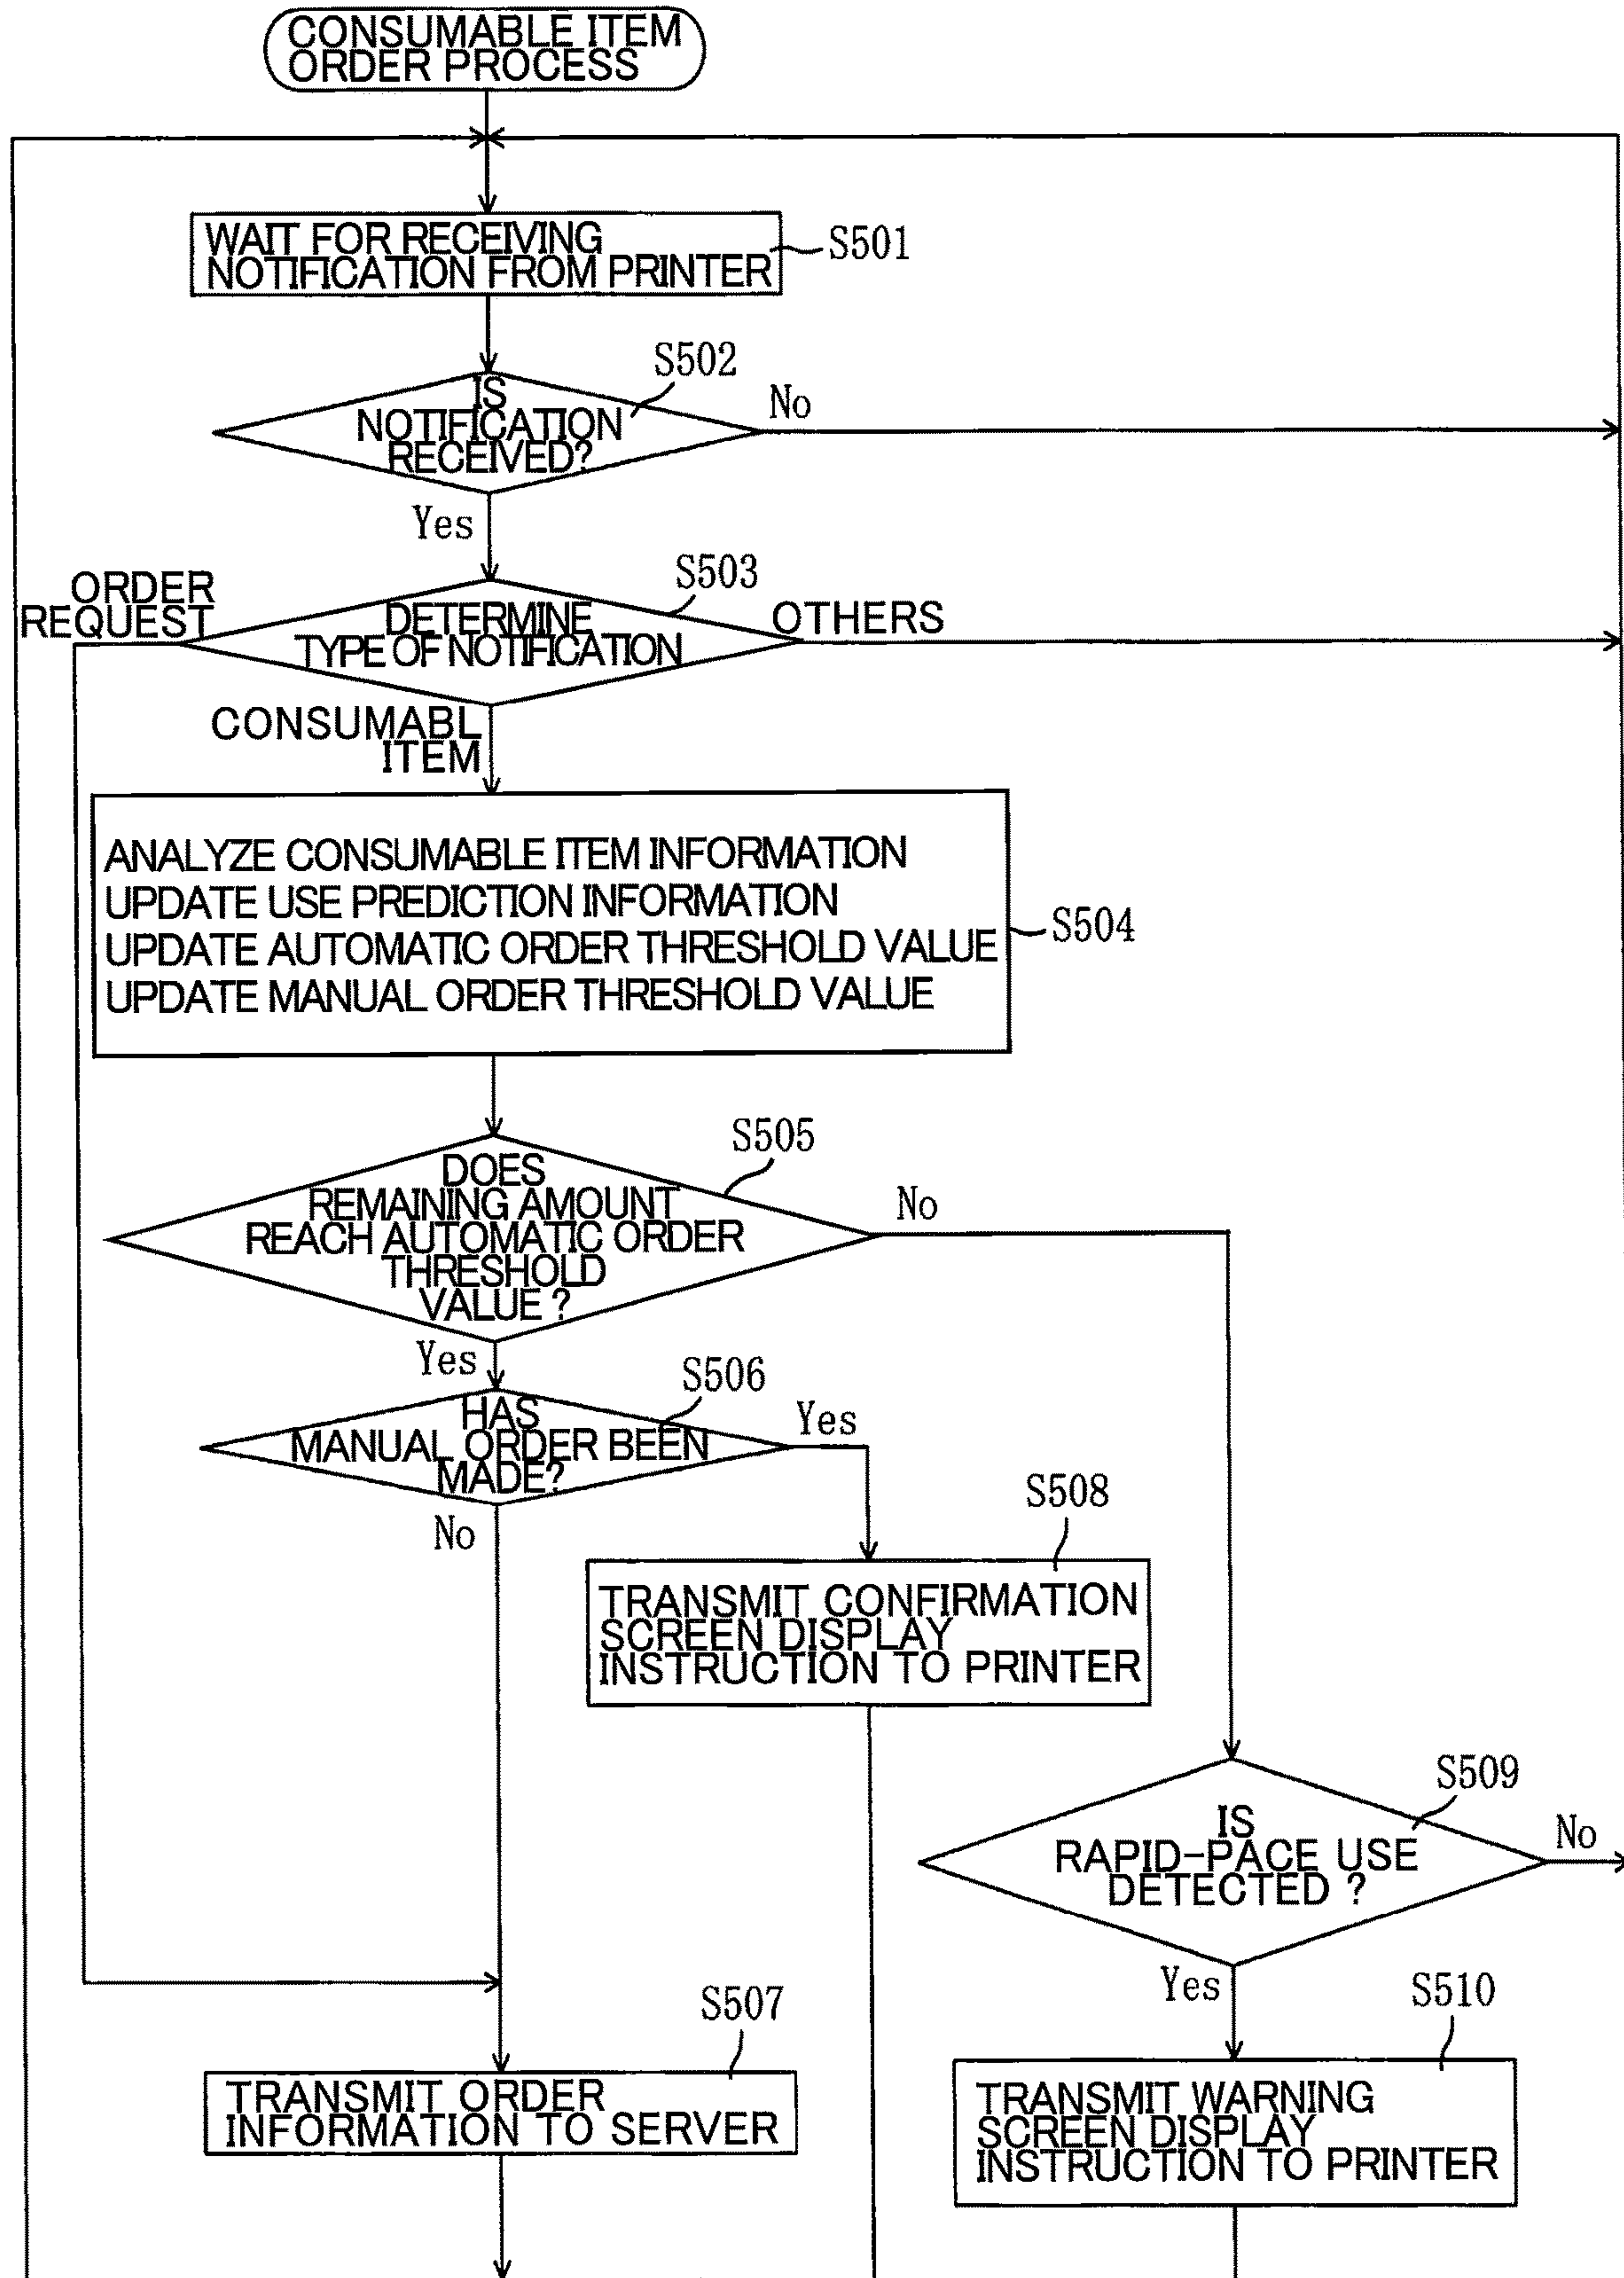 CONSUMABLE ITEM
ORDER PROCESS
WAIT FOR RECEIVING
NOTIFICATION FROM PRINTER
S501
S502
IS
NOTIFICATION
RECEIVED?
No
Yes
S503
ORDER
REQUEST
DETERMINE
TYPE OF NOTIFICATION
OTHERS
CONSUMABL
ITEM
ANALYZE CONSUMABLE ITEM INFORMATION
UPDATE USE PREDICTION INFORMATION
UPDATE AUTOMATIC ORDER THRESHOLD VALUE
UPDATE MANUAL ORDER THRESHOLD VALUE
S504
S505
DOES
REMAINING AMOUNT
REACH AUTOMATIC ORDER
THRESHOLD
VALUE ?
No
Yes
S506
HAS
MANUAL ORDER BEEN
MADE?
Yes
No
S508
TRANSMIT CONFIRMATION
SCREEN DISPLAY
INSTRUCTION TO PRINTER
S509
IS
RAPID-PACE USE
DETECTED ?
No
Yes
S507
TRANSMIT ORDER
INFORMATION TO SERVER
S510
TRANSMIT WARNING
SCREEN DISPLAY
INSTRUCTION TO PRINTER